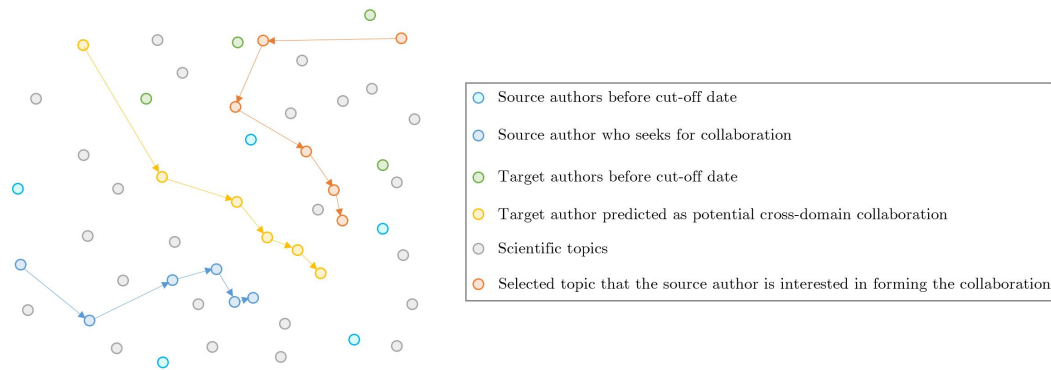 Source authors before cut-off date
Source author who seeks for collaboration
Target authors before cut-off date
Target author predicted as potential cross-domain collaboration
Scientific topics
Selected topic that the source author is interested in forming the collaboration